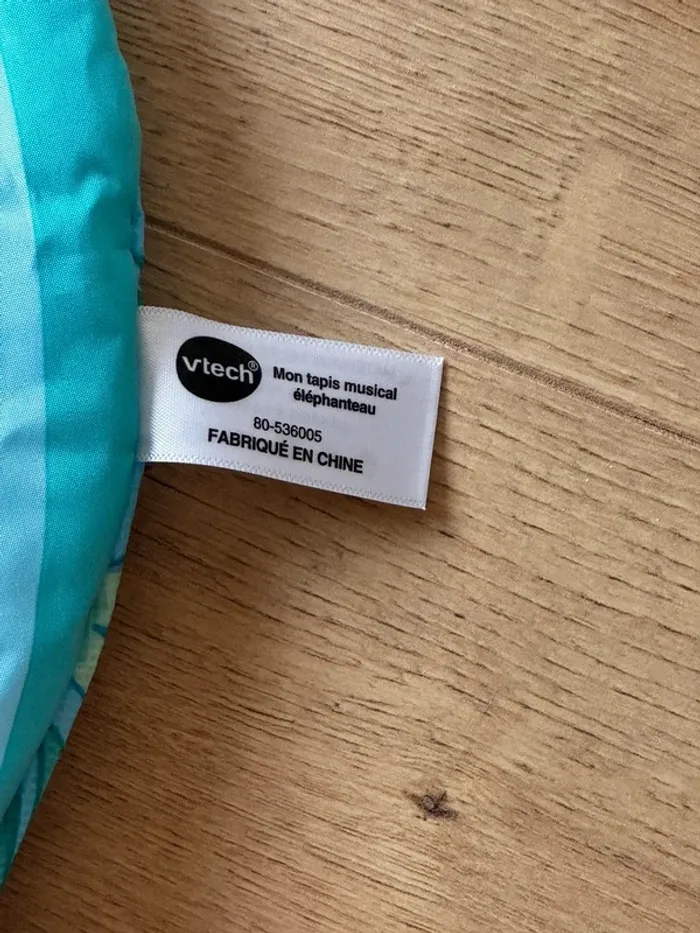 vtech®
Mon tapis musical
éléphanteau
80-536005
FABRIQUÉ EN CHINE